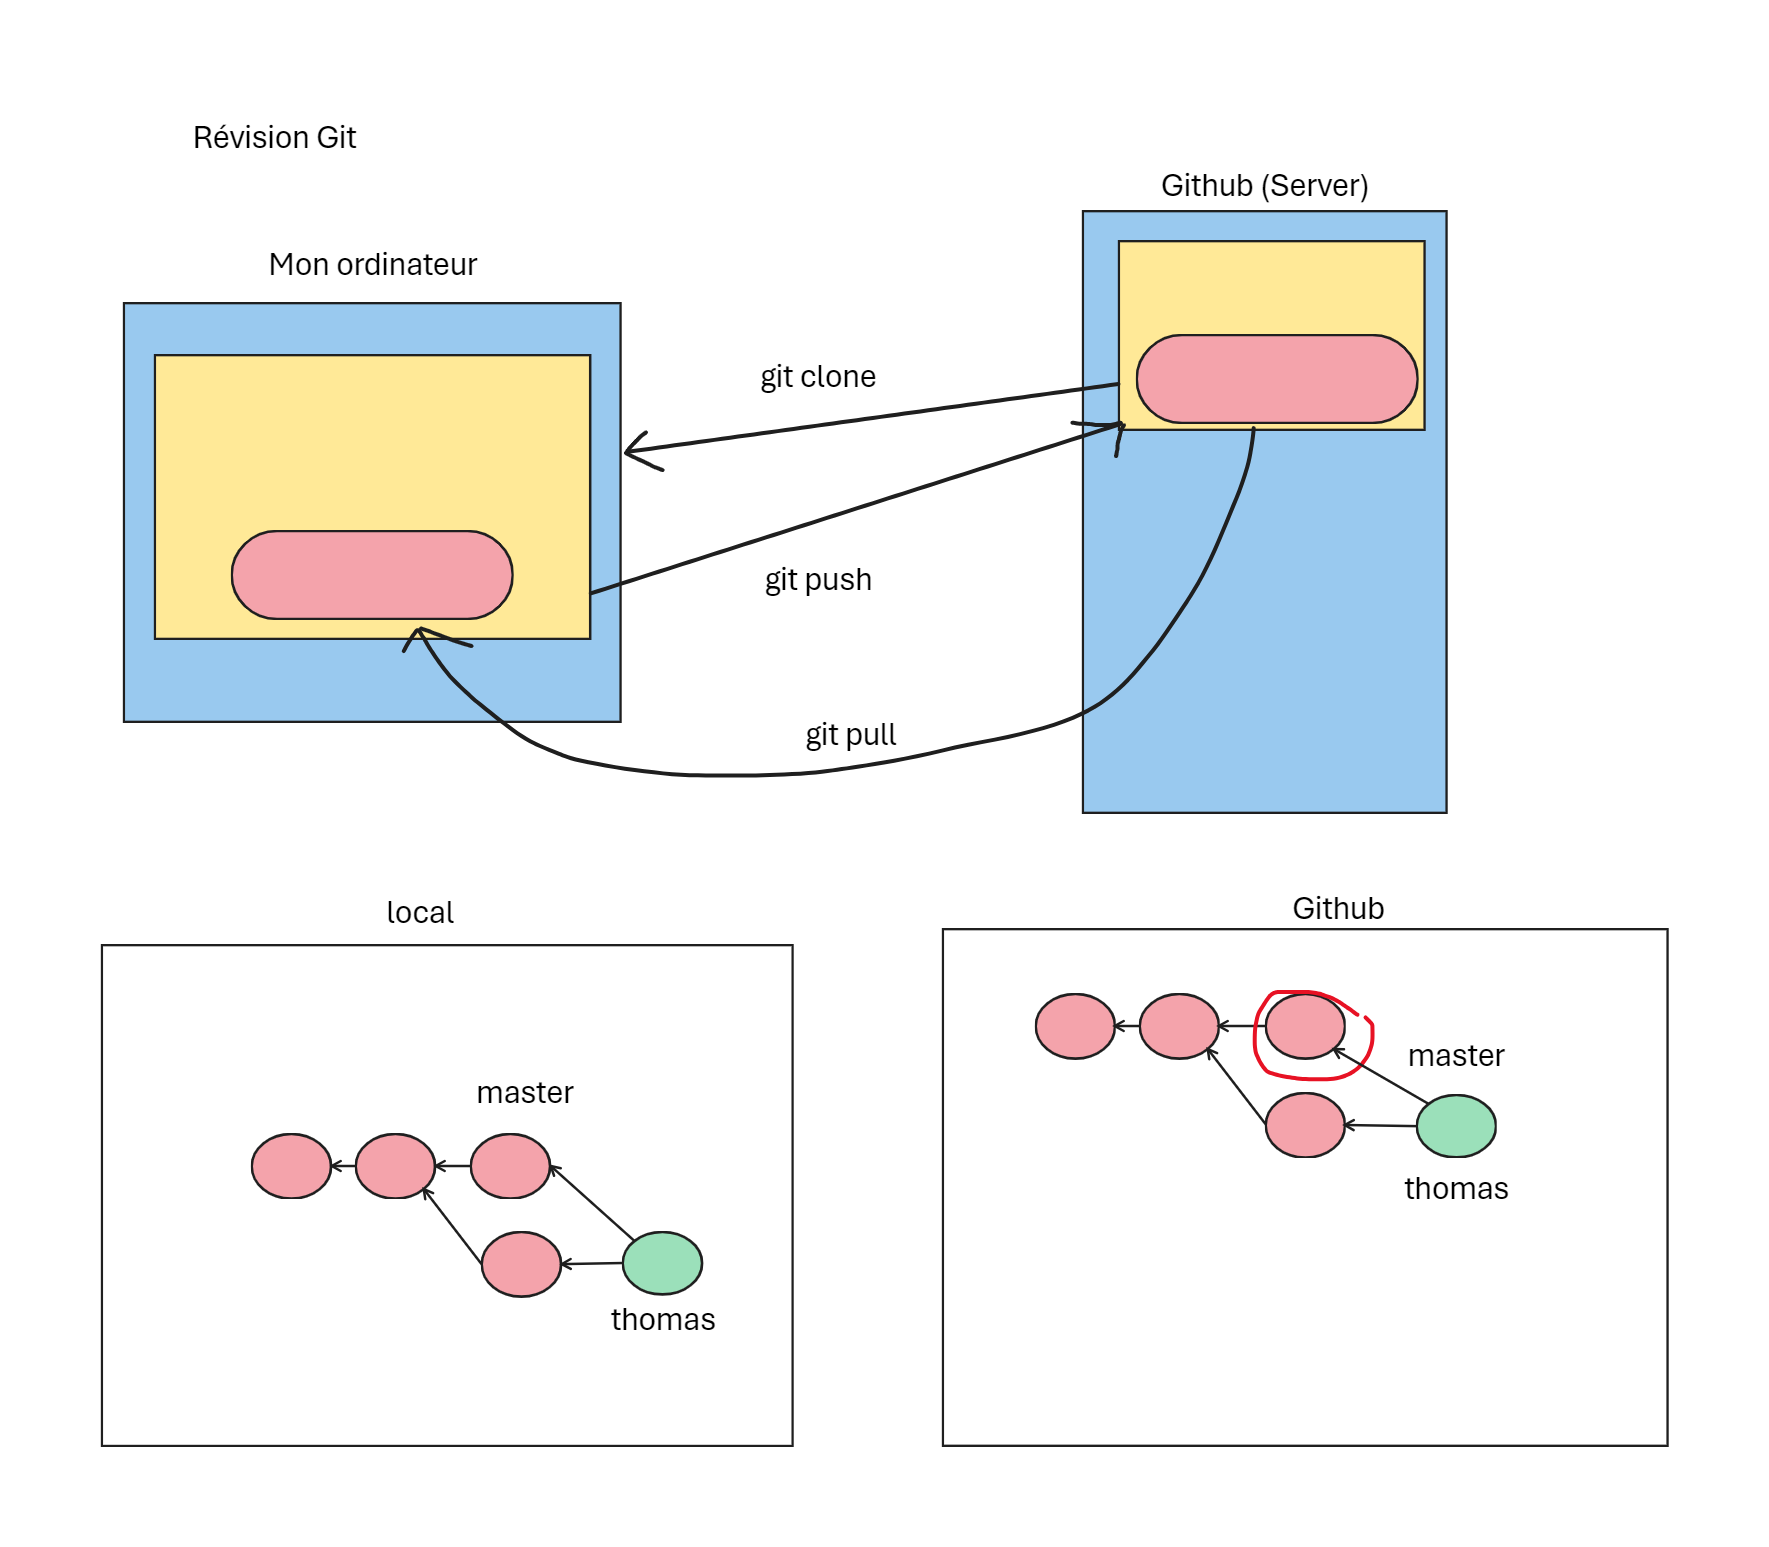 Révision Git
Github (Server)
Mon ordinateur
git clone
git push
git pull
local
Github
master
thomas
master
thomas